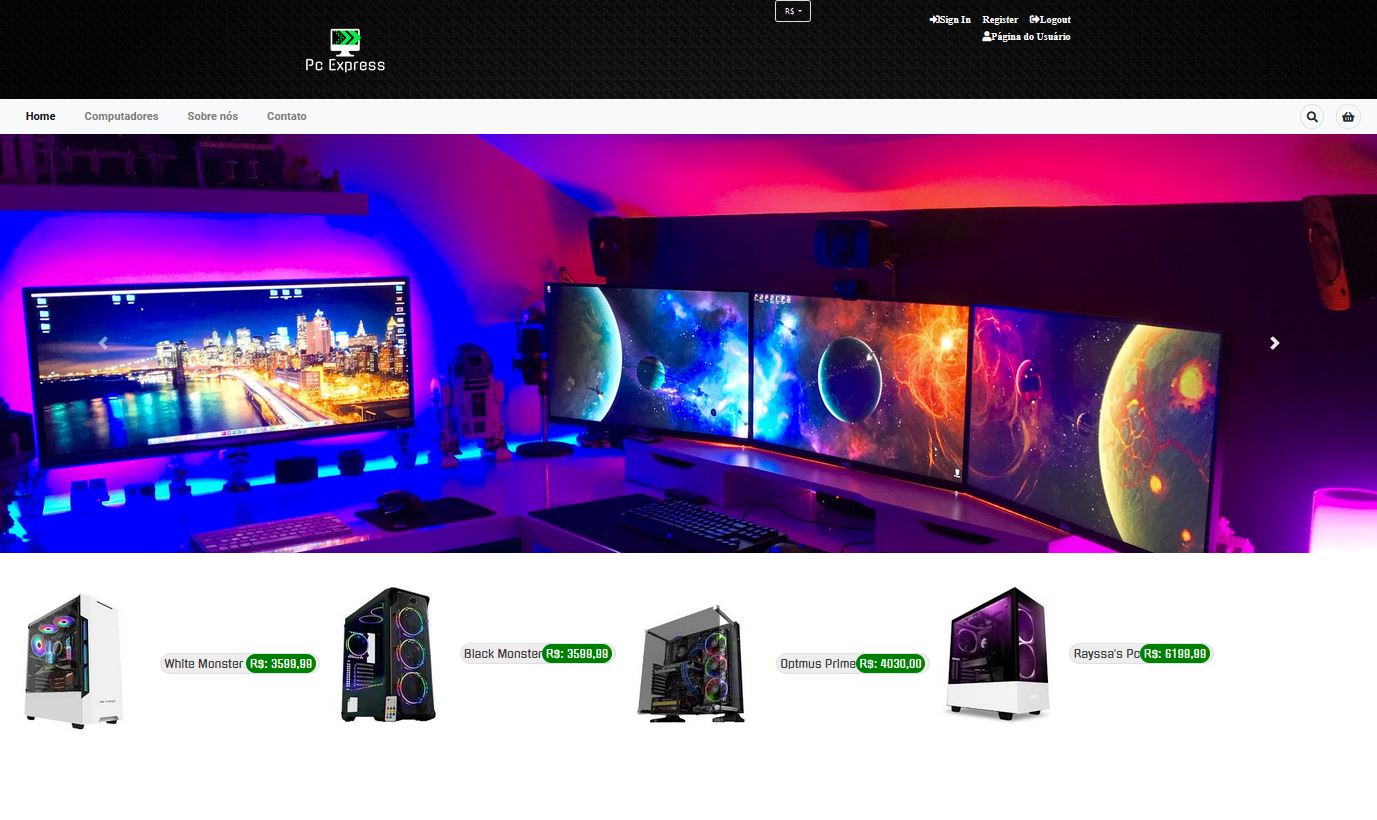 R$
Sign In Register Logout
Página do Usuário
Pc Express
Home Computadores Sobre nós Contato
White Monster R$: 3599,99
Black Monster R$: 3599,99
Optmus Prime R$: 4030,00
Rayssa's Pc R$: 6199,99